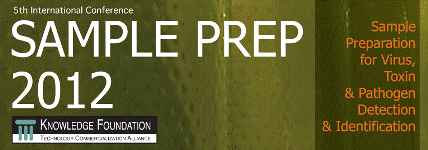 5th International Conference
SAMPLE PREP
2012
KNOWLEDGE FOUNDATION
TECHNOLOGY COMMERCIALIZATION ALLIANCE
Sample
Preparation
for Virus,
Toxin
& Pathogen
Detection
& Identification